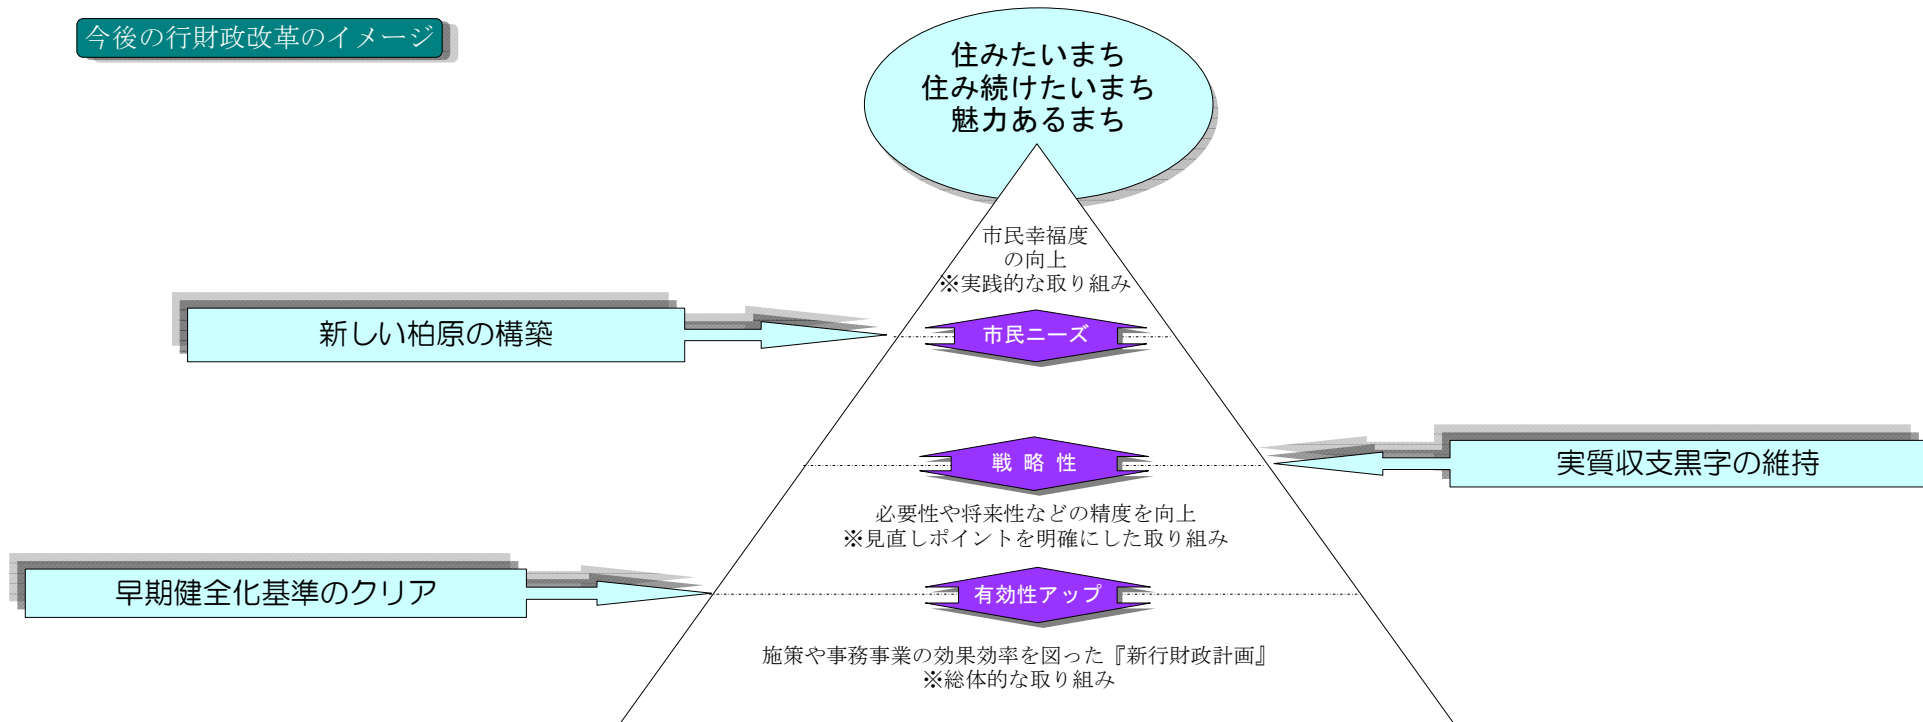 今後の行財政改革のイメージ
住みたいまち
住み続けたいまち
魅力あるまち
市民幸福度
の向上
※実践的な取り組み
新しい柏原の構築
市民ニーズ
戦 略 性
実質収支黒字の維持
必要性や将来性などの精度を向上
※見直しポイントを明確にした取り組み
早期健全化基準のクリア
有効性アップ
施策や事務事業の効果効率を図った『新行財政計画』
※総体的な取り組み